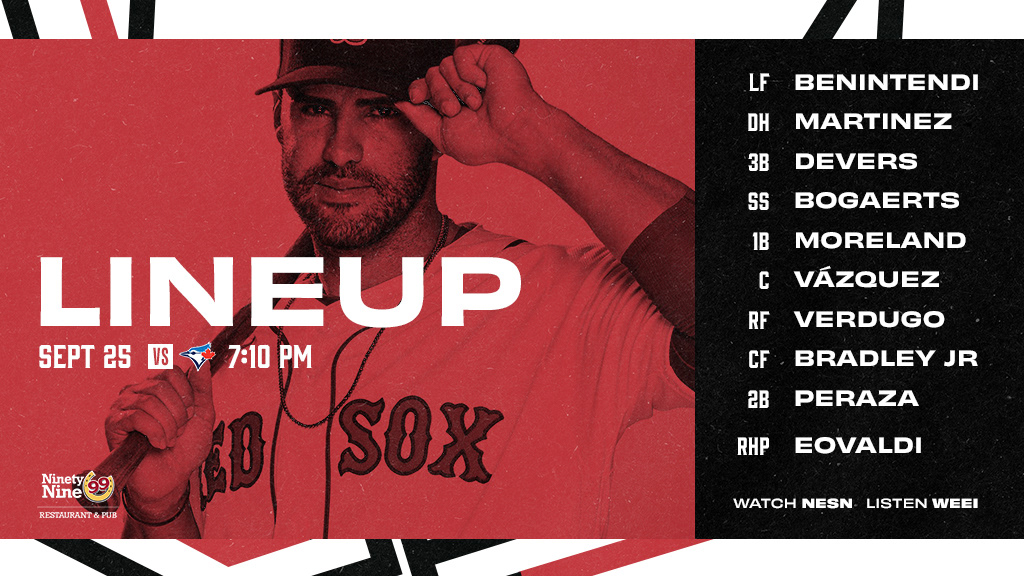 LINEUP
SEPT 25 VS 7:10 PM
RED SOX
Ninety
Nine 99
RESTAURANT & PUB
LF BENINTENDI
DH MARTINEZ
3B DEVERS
SS BOGAERTS
1B MORELAND
C VÁZQUEZ
RF VERDUGO
CF BRADLEY JR
2B PERAZA
RHP EOVALDI
WATCH NESN LISTEN WEEI